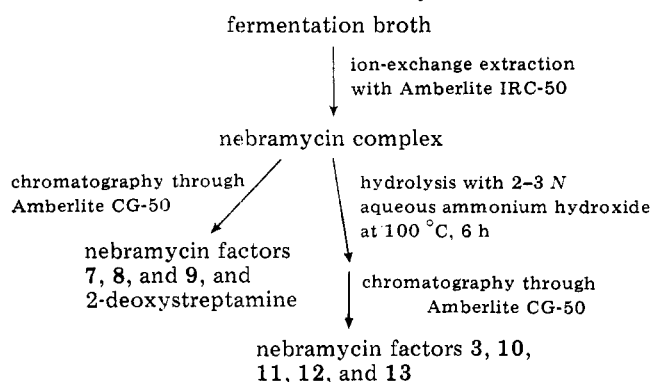 fermentation broth
ion-exchange extraction
with Amberlite IRC-50
nebramycin complex
chromatography through
Amberlite CG-50
hydrolysis with 2-3 N
aqueous ammonium hydroxide
at 100 °C, 6 h
nebramycin factors
7, 8, and 9, and
2-deoxystreptamine
chromatography through
Amberlite CG-50
nebramycin factors 3, 10,
11, 12, and 13